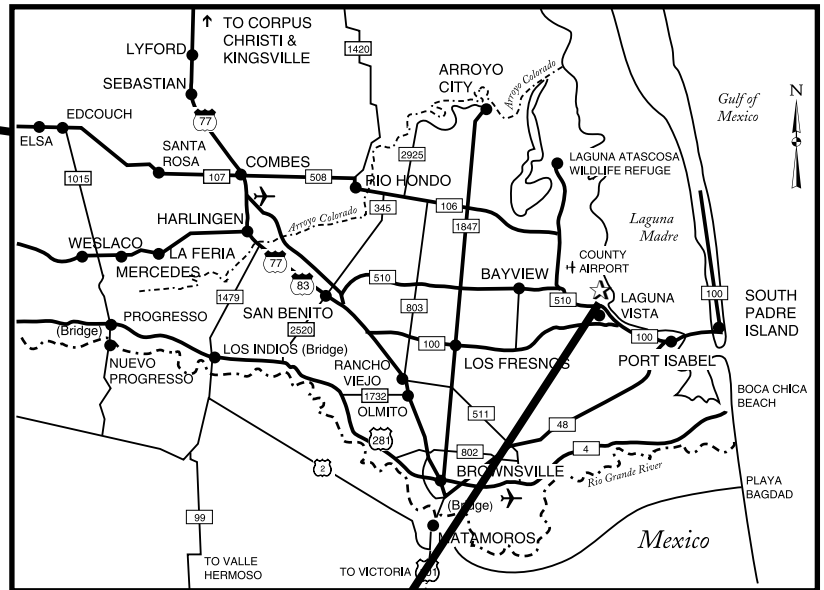 ↑ TO CORPUS
CHRISTI &
KINGSVILLE
LYFORD
SEBASTIAN
1420
ARROYO
CITY
Arroyo Colorado
Gulf of
Mexico
N
77
EDCOUCH
ELSA
SANTA
ROSA
107
COMBES
508
RIO HONDO
2925
LAGUNA ATASCOSA
WILDLIFE REFUGE
1015
345
106
1847
HARLINGEN
Arroyo Colorado
Laguna
Madre
WESLACO
LA FERIA
MERCEDES
77
83
510
BAYVIEW
COUNTY
AIRPORT
510
LAGUNA
VISTA
100
SOUTH
PADRE
ISLAND
1479
SAN BENITO
803
PROGRESO
(Bridge)
2520
100
LOS FRESNOS
100
PORT ISABEL
NUEVO
PROGRESSO
LOS INDIOS (Bridge)
RANCHO
VIEJO
1732
OLMITO
511
BOCA CHICA
BEACH
281
48
802
4
2
BROWNSVILLE
Rio Grande River
(Bridge)
PLAYA
BAGDAD
99
MATAMOROS
Mexico
TO VALLE
HERMOSO
TO VICTORIA